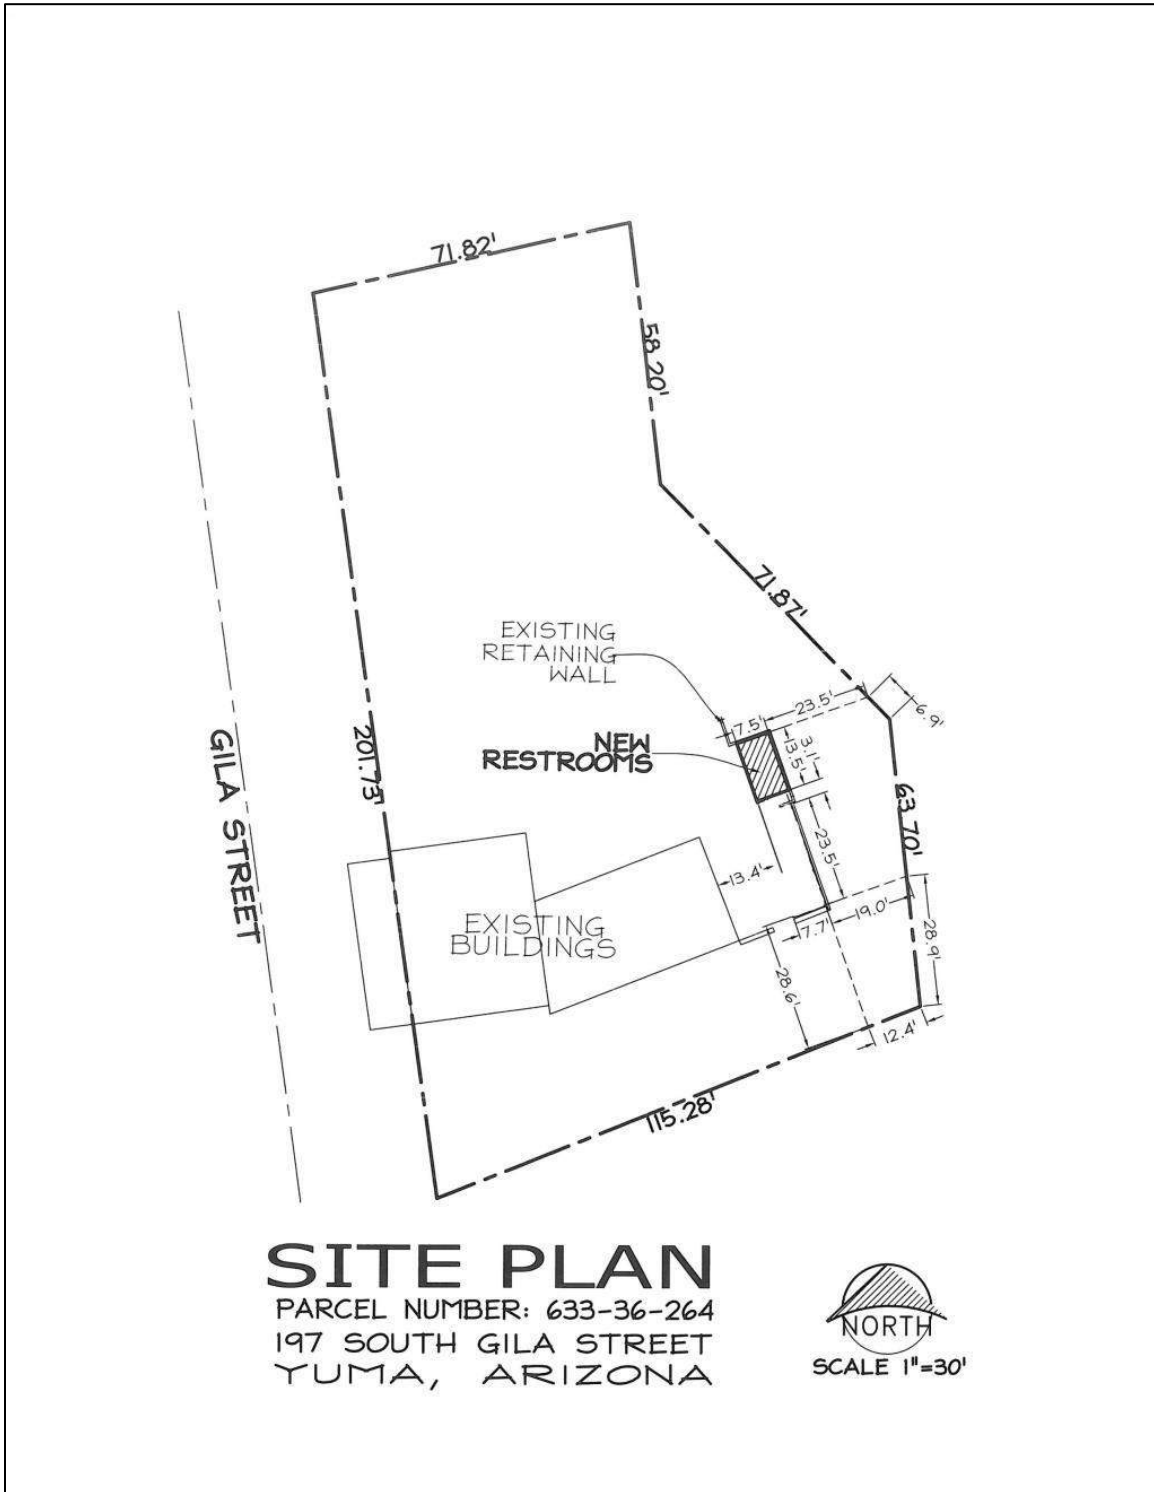 71.82'
58.20'
71.87'
EXISTING
RETAINING
WALL
23.5'
6.9'
7.5'
NEW
RESTROOMS
3.1'
13.5'
GILA STREET
201.73'
63.70'
23.5'
13.4'
EXISTING
BUILDINGS
7.7'
19.0'
28.9'
28.6'
12.4'
115.28'
SITE PLAN
PARCEL NUMBER: 633-36-264
197 SOUTH GILA STREET
YUMA, ARIZONA
NORTH
SCALE 1"=30'